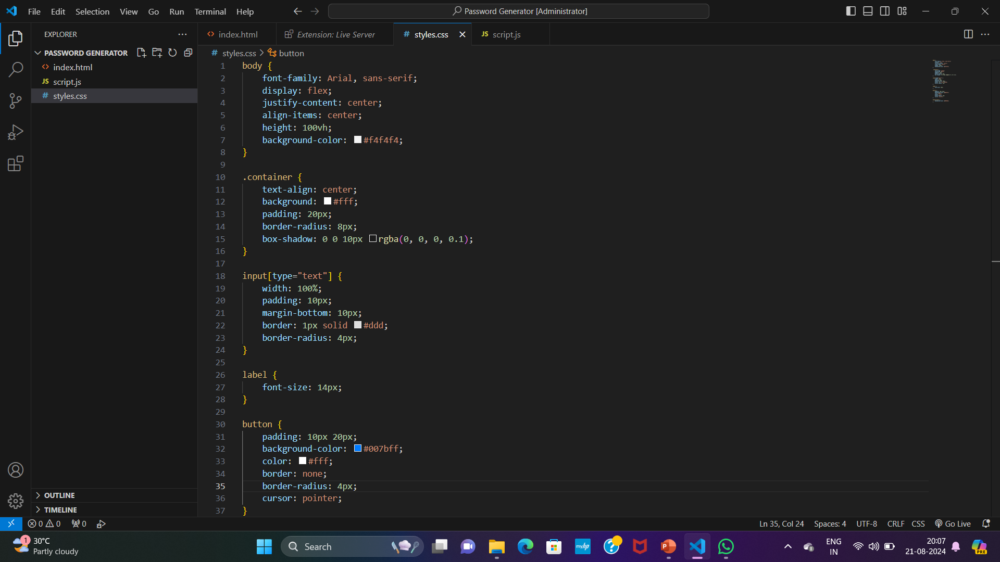 File Edit Selection View Go Run Terminal Help
Password Generator [Administrator]
EXPLORER
index.html
Extension: Live Server
# styles.css
JS script.js
PASSWORD GENERATOR
index.html
JS script.js
# styles.css
OUTLINE
TIMELINE
# styles.css > button
1 body {
2 font-family: Arial, sans-serif;
3 display: flex;
4 justify-content: center;
5 align-items: center;
6 height: 100vh;
7 background-color: #f4f4f4;
8 }
9
10 .container {
11 text-align: center;
12 background: #fff;
13 padding: 20px;
14 border-radius: 8px;
15 box-shadow: 0 0 10px rgba(0, 0, 0, 0.1);
16 }
17
18 input[type="text"] {
19 width: 100%;
20 padding: 10px;
21 margin-bottom: 10px;
22 border: 1px solid #ddd;
23 border-radius: 4px;
24 }
25
26 label {
27 font-size: 14px;
28 }
29
30 button {
31 padding: 10px 20px;
32 background-color: #007bff;
33 color: #fff;
34 border: none;
35 border-radius: 4px;
36 cursor: pointer;
37 }
0 0 0
Ln 35, Col 24 Spaces: 4 UTF-8 CRLF CSS Go Live
1
30°C
Partly cloudy
Search
myhp
P
PRE
ENG
IN
20:07
21-08-2024